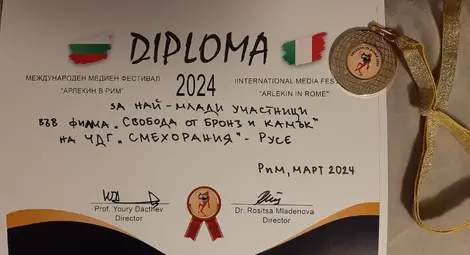 DIPLOMA
МЕЖДУНАРОДЕН МЕДИЕН ФЕСТИВАЛ
"АРЛЕКИН В РИМ"
2024
INTERNATIONAL MEDIA FES
"ARLEKIN IN ROME"
ЗА НАЙ-МЛАДИ УЧАСТНИЦИ
ВЪВ ФИЛМА „СВОБОДА ОТ БРОНЗ И КАМЪК"
НА ЧДГ „СМЕХОРАНИЯ" - РУСЕ
РИМ, МАРТ 2024
Prof. Youry Dachev
Director
Dr. Rositsa Mladenova
Director